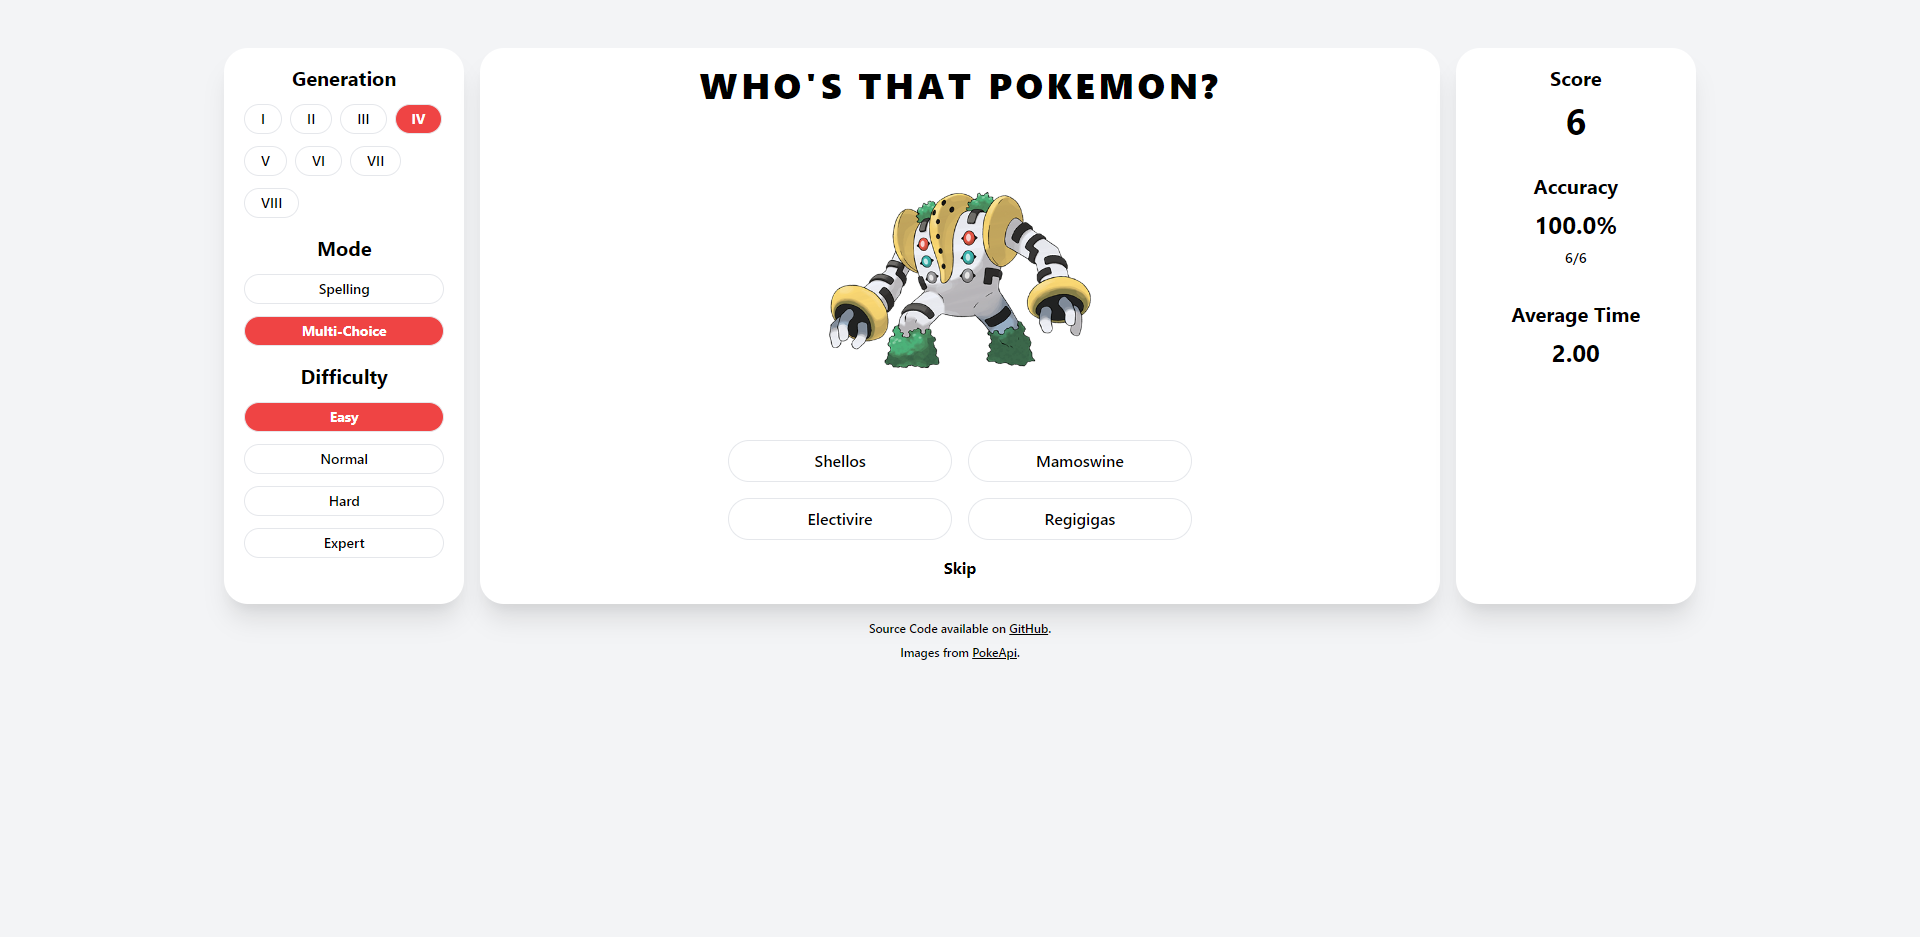 Generation
I II III IV
V VI VII
VIII
Mode
Spelling
Multi-Choice
Difficulty
Easy
Normal
Hard
Expert
WHO'S THAT POKEMON?
Shellos Mamoswine
Electivire Regigigas
Skip
Score
6
Accuracy
100.0%
6/6
Average Time
2.00
Source Code available on GitHub.
Images from PokeApi.